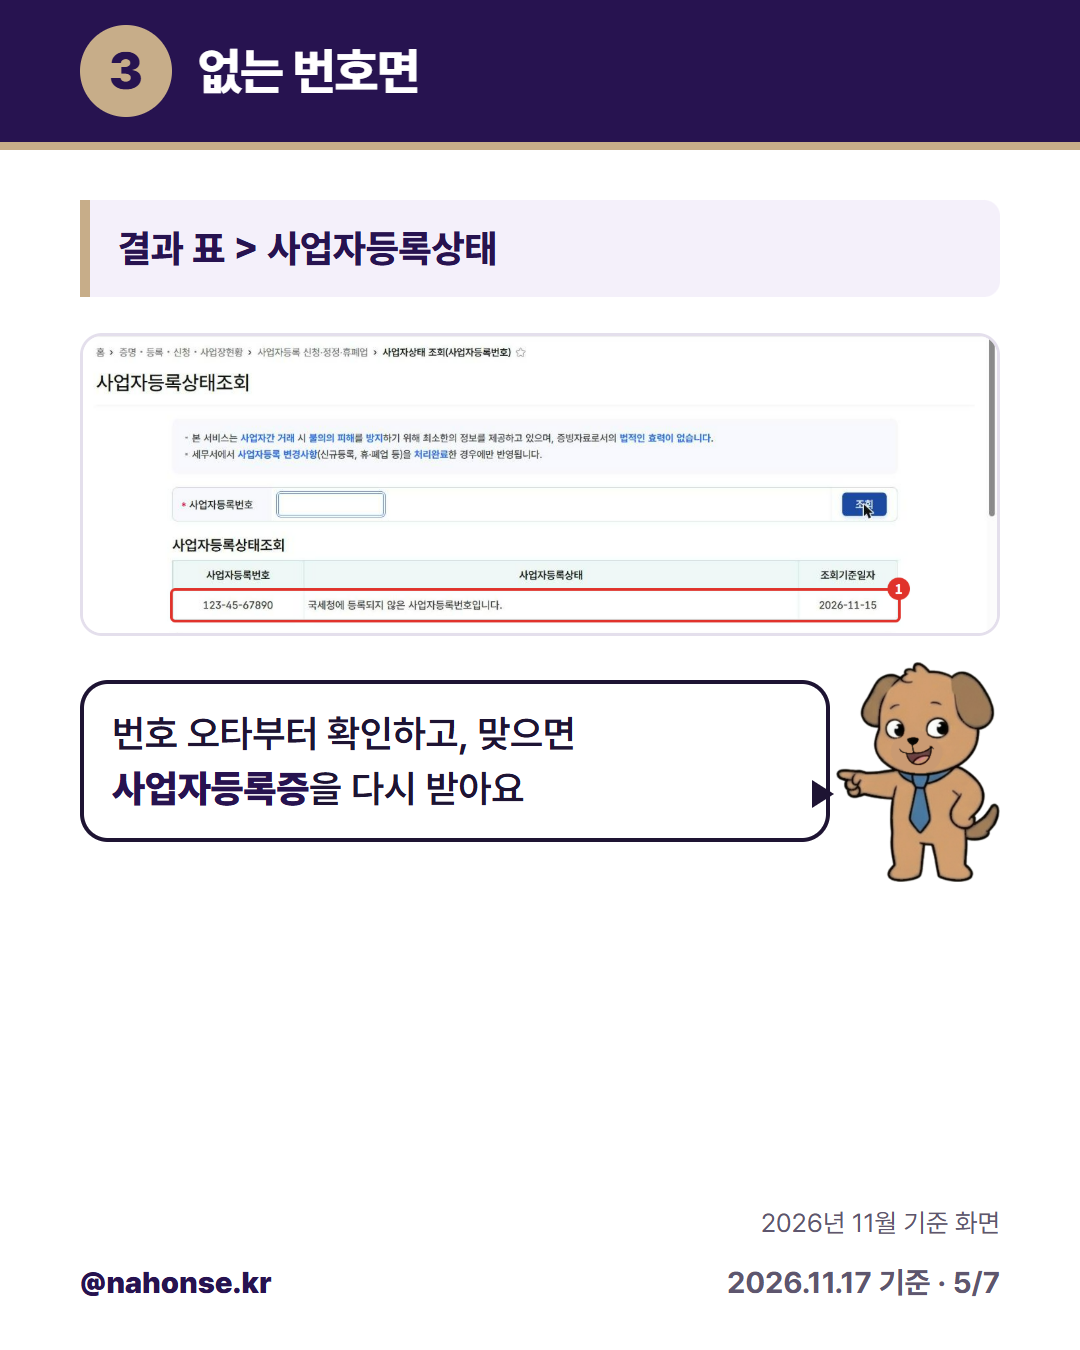 3 없는 번호면
결과 표 > 사업자등록상태
홈 › 증명・등록・신청・사업장현황 › 사업자등록 신청·정정·휴폐업 › 사업자상태 조회(사업자등록번호) ☆
사업자등록상태조회
- 본 서비스는 사업자간 거래 시 불의의 피해를 방지하기 위해 최소한의 정보를 제공하고 있으며, 증빙자료로서의 법적인 효력이 없습니다.
- 세무서에서 사업자등록 변경사항(신규등록, 휴·폐업 등)을 처리완료한 경우에만 반영됩니다.
* 사업자등록번호 조회
사업자등록상태조회
사업자등록번호 사업자등록상태 조회기준일자
1
123-45-67890 국세청에 등록되지 않은 사업자등록번호입니다. 2026-11-15
번호 오타부터 확인하고, 맞으면
사업자등록증을 다시 받아요
2026년 11월 기준 화면
@nahonse.kr 2026.11.17 기준 · 5/7